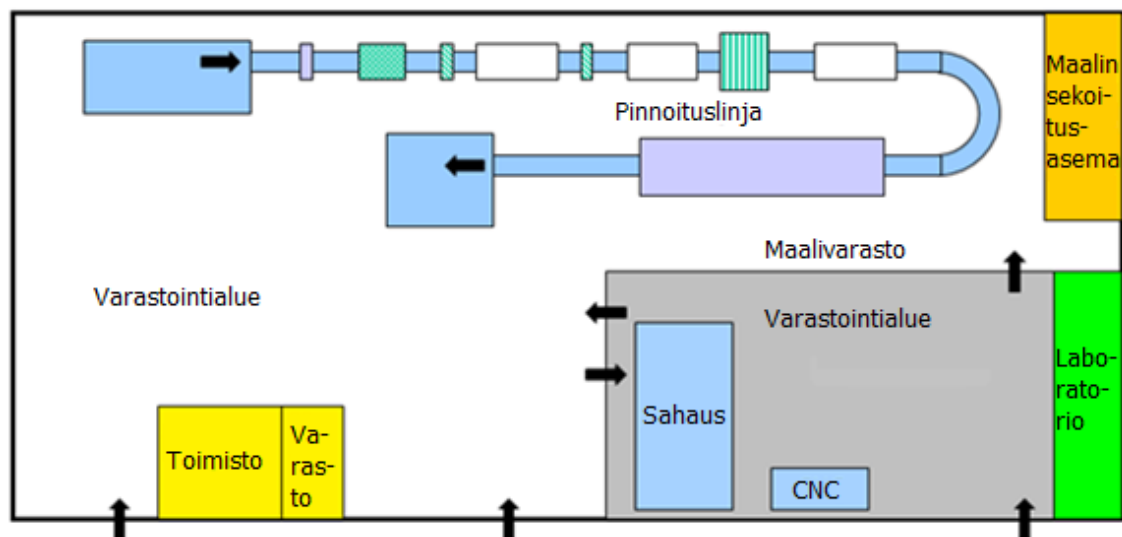 Maalin
sekoi-
tus-
asema
Pinnoituslinja
Maalivarasto
Varastointialue
Varastointialue
Labo-
rato-
rio
Sahaus
CNC
Toimisto
Va-
ras-
to